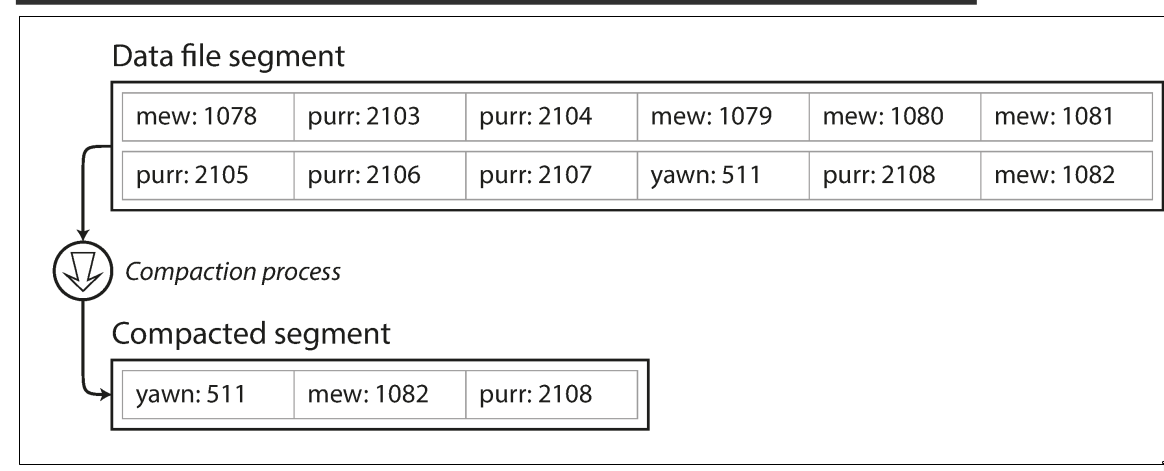 Data file segment
mew: 1078 purr: 2103 purr: 2104 mew: 1079 mew: 1080 mew: 1081
purr: 2105 purr: 2106 purr: 2107 yawn: 511 purr: 2108 mew: 1082
Compaction process
Compacted segment
yawn: 511 mew: 1082 purr: 2108